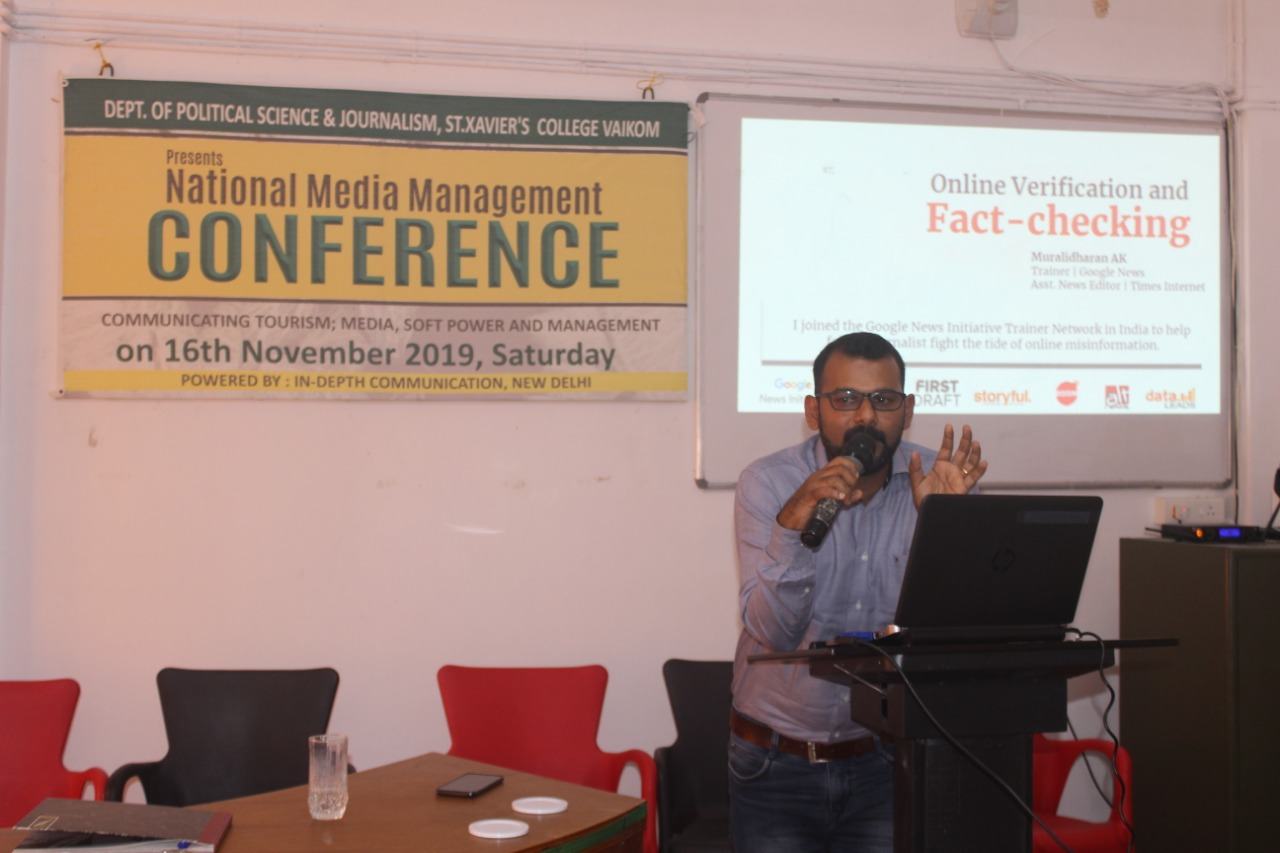 DEPT. OF POLITICAL SCIENCE & JOURNALISM, ST.XAVIER'S COLLEGE VAIKOM
Presents
National Media Management
CONFERENCE
COMMUNICATING TOURISM; MEDIA, SOFT POWER AND MANAGEMENT
on 16th November 2019, Saturday
POWERED BY : IN-DEPTH COMMUNICATION, NEW DELHI
Online Verification and
Fact-checking
Muralidharan AK
Trainer | Google News
Asst. News Editor | Times Internet
I joined the Google News Initiative Trainer Network in India to help
fight the tide of online misinformation.
Google
News
FIRST
DRAFT
storyful.
data
LEADS
hp